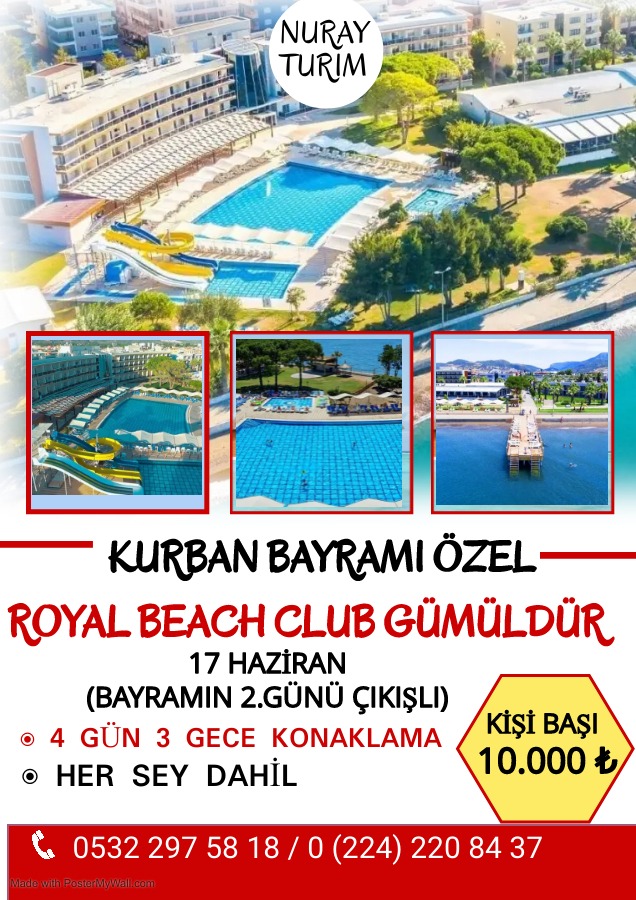 NURAY
TURIM
KURBAN BAYRAMI ÖZEL
ROYAL BEACH CLUB GÜMÜLDÜR
17 HAZİRAN
(BAYRAMIN 2.GÜNÜ ÇIKIŞLI)
4 GÜN 3 GECE KONAKLAMA
HER SEY DAHİL
KİŞİ BAŞI
10.000 ₺
0532 297 58 18 / 0 (224) 220 84 37
Made with PosterMyWall.com